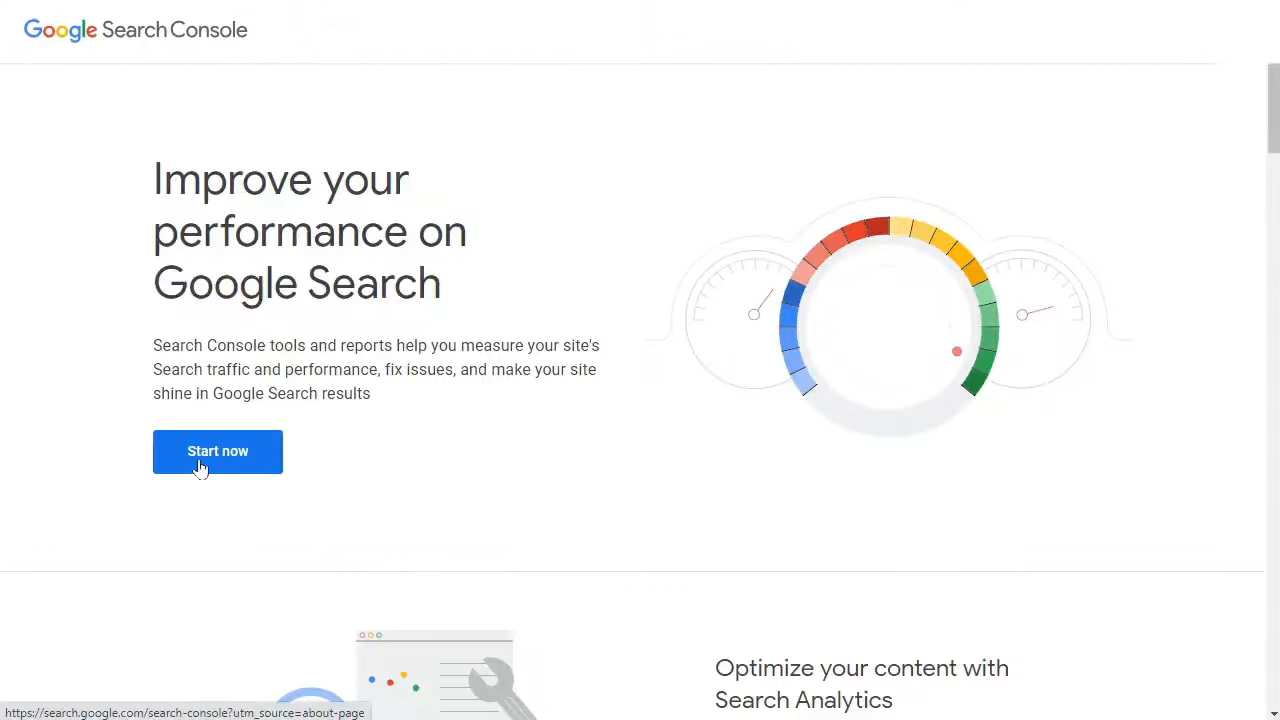 Google Search Console
Improve your
performance on
Google Search
Search Console tools and reports help you measure your site's
Search traffic and performance, fix issues, and make your site
shine in Google Search results
Start now
Optimize your content with
Search Analytics
https://search.google.com/search-console?utm_source=about-page